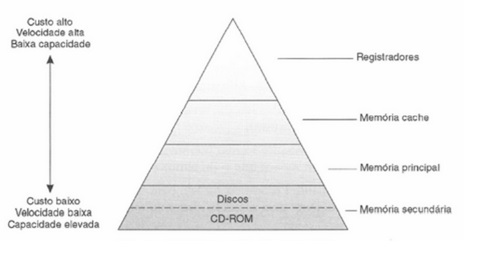 Custo alto
Velocidade alta
Baixa capacidade
Registradores
Memória cache
Memória principal
Discos
CD-ROM
Memória secundária
Custo baixo
Velocidade baixa
Capacidade elevada